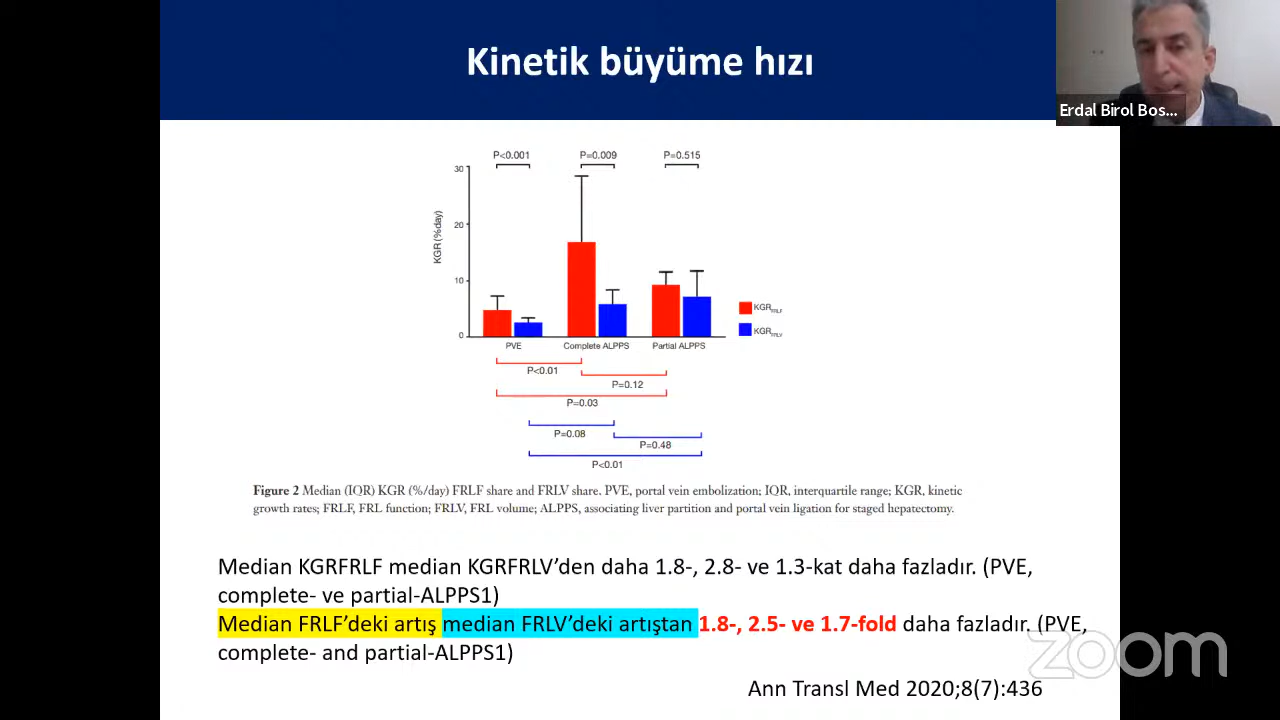 Kinetik büyüme hızı
Erdal Birol Bos...
P<0.001
P=0.009
P=0.515
30
20
10
0
KGR (%day)
PVE
Complete ALPPS
Partial ALPPS
KGRFRLF
KGRFRLV
P<0.01
P=0.12
P=0.03
P=0.08
P=0.48
P<0.01
Figure 2 Median (IQR) KGR (%/day) FRLF share and FRLV share. PVE, portal vein embolization; IQR, interquartile range; KGR, kinetic
growth rates; FRLF, FRL function; FRLV, FRL volume; ALPPS, associating liver partition and portal vein ligation for staged hepatectomy.
Median KGRFRLF median KGRFRLV’den daha 1.8-, 2.8- ve 1.3-kat daha fazladır. (PVE,
complete- ve partial-ALPPS1)
Median FRLF’deki artış median FRLV’deki artıştan 1.8-, 2.5- ve 1.7-fold daha fazladır. (PVE,
complete- and partial-ALPPS1)
zoom
Ann Transl Med 2020;8(7):436